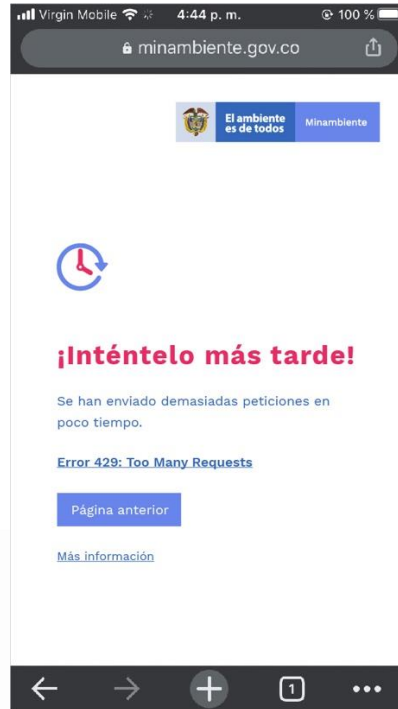 Virgin Mobile 4:44 p. m. 100 %
minambiente.gov.co
El ambiente
es de todos
Minambiente
¡Inténtelo más tarde!
Se han enviado demasiadas peticiones en
poco tiempo.
Error 429: Too Many Requests
Página anterior
Más información
1